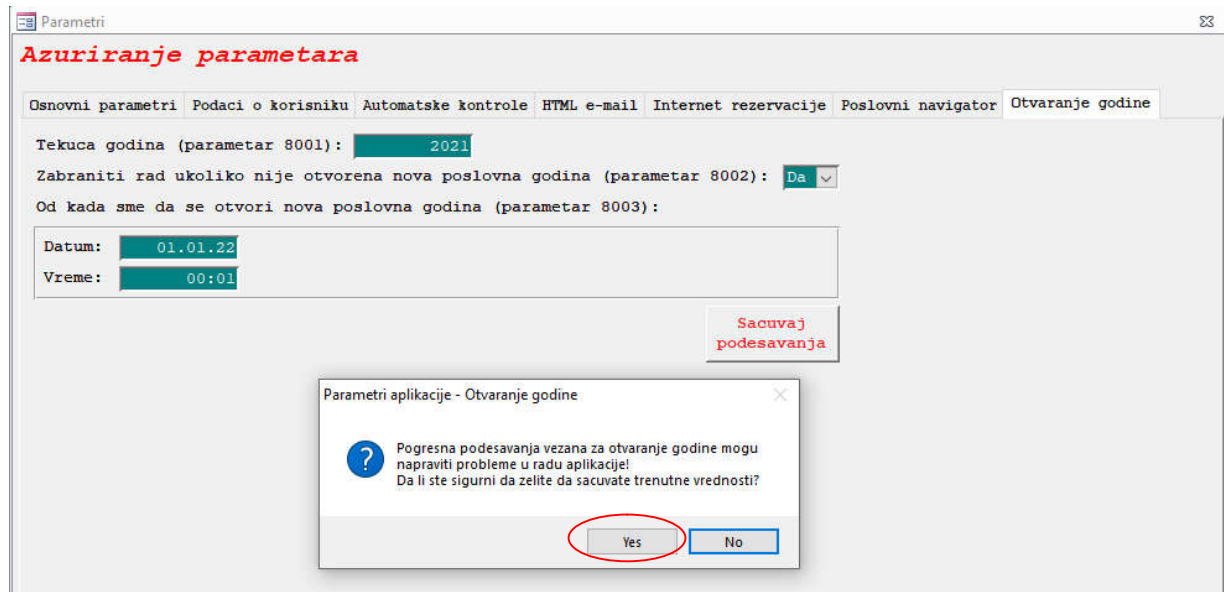 Parametri
Azuriranje parametara
Osnovni parametri Podaci o korisniku Automatske kontrole HTML e-mail Internet rezervacije Poslovni navigator Otvaranje godine
Tekuca godina (parametar 8001): 2021
Zabraniti rad ukoliko nije otvorena nova poslovna godina (parametar 8002): Da
Od kada sme da se otvori nova poslovna godina (parametar 8003):
Datum: 01.01.22
Vreme: 00:01
Sacuvaj
podesavanja
Parametri aplikacije - Otvaranje godine
Pogresna podesavanja vezana za otvaranje godine mogu
napraviti probleme u radu aplikacije!
Da li ste sigurni da zelite da sacuvate trenutne vrednosti?
Yes No